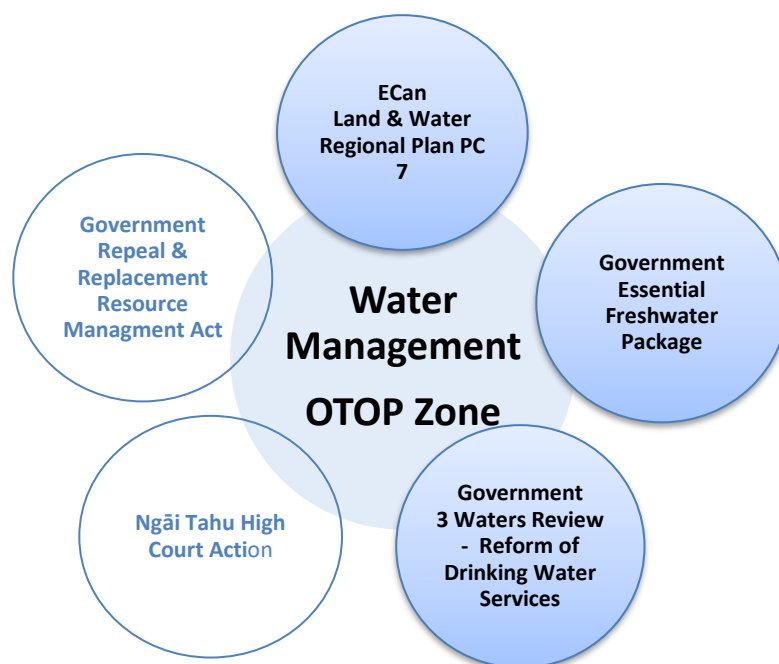 ECan
Land & Water
Regional Plan PC
7
Government
Repeal &
Replacement
Resource
Managment Act
Government
Essential
Freshwater
Package
Water
Management
OTOP Zone
Ngāi Tahu High
Court Action
Government
3 Waters Review
- Reform of
Drinking Water
Services